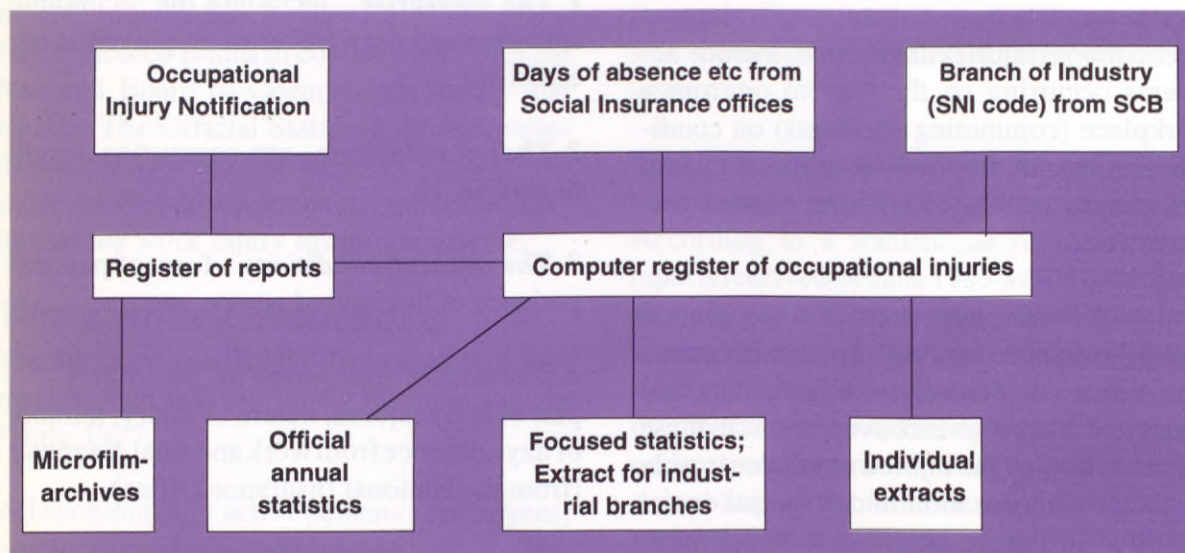 Occupational
Injury Notification
Days of absence etc from
Social Insurance offices
Branch of Industry
(SNI code) from SCB
Register of reports
Computer register of occupational injuries
Microfilm-
archives
Official
annual
statistics
Focused statistics;
Extract for indust-
rial branches
Individual
extracts